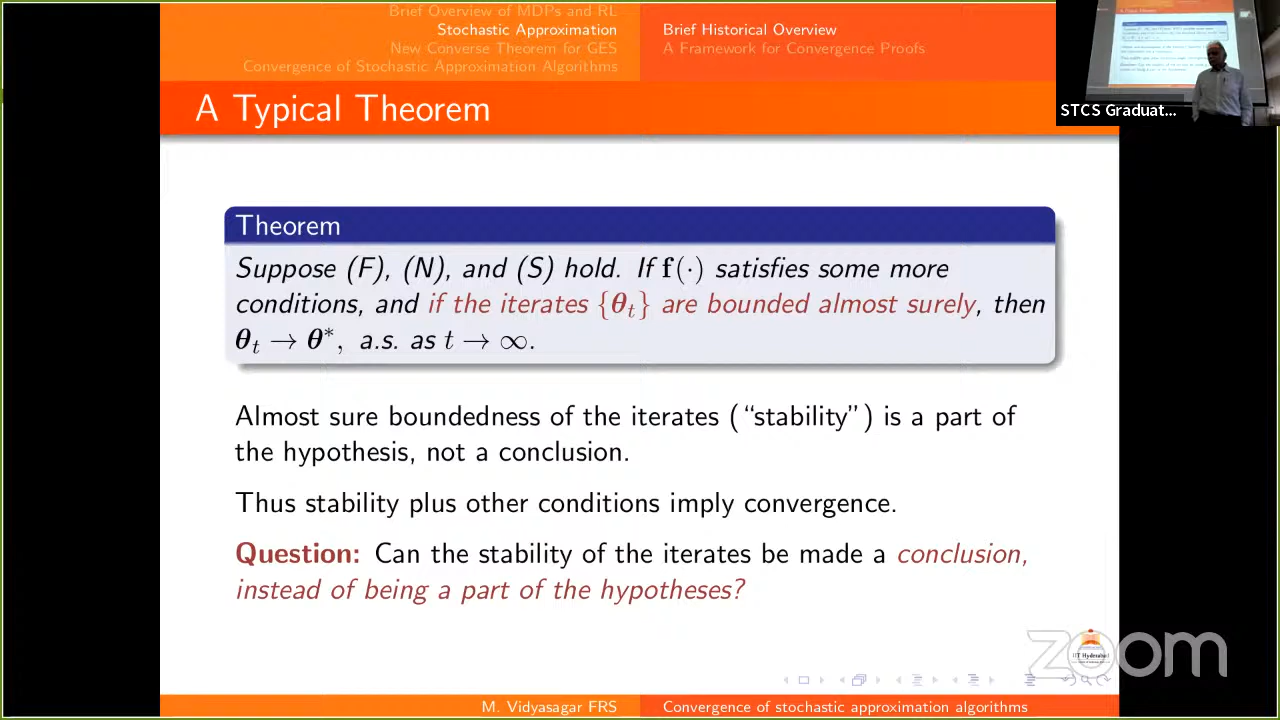 Brief Overview of MDPs and RL
Stochastic Approximation
New Converse Theorem for GES
Convergence of Stochastic Approximation Algorithms
Brief Historical Overview
A Framework for Convergence Proofs
STCS Graduat...
A Typical Theorem
Theorem
Suppose (F), (N), and (S) hold. If f(·) satisfies some more
conditions, and if the iterates {θₜ} are bounded almost surely, then
θₜ → θ*, a.s. as t → ∞.
Almost sure boundedness of the iterates (“stability”) is a part of
the hypothesis, not a conclusion.
Thus stability plus other conditions imply convergence.
Question: Can the stability of the iterates be made a conclusion,
instead of being a part of the hypotheses?
zoom
IIT Hyderabad
M. Vidyasagar FRS
Convergence of stochastic approximation algorithms